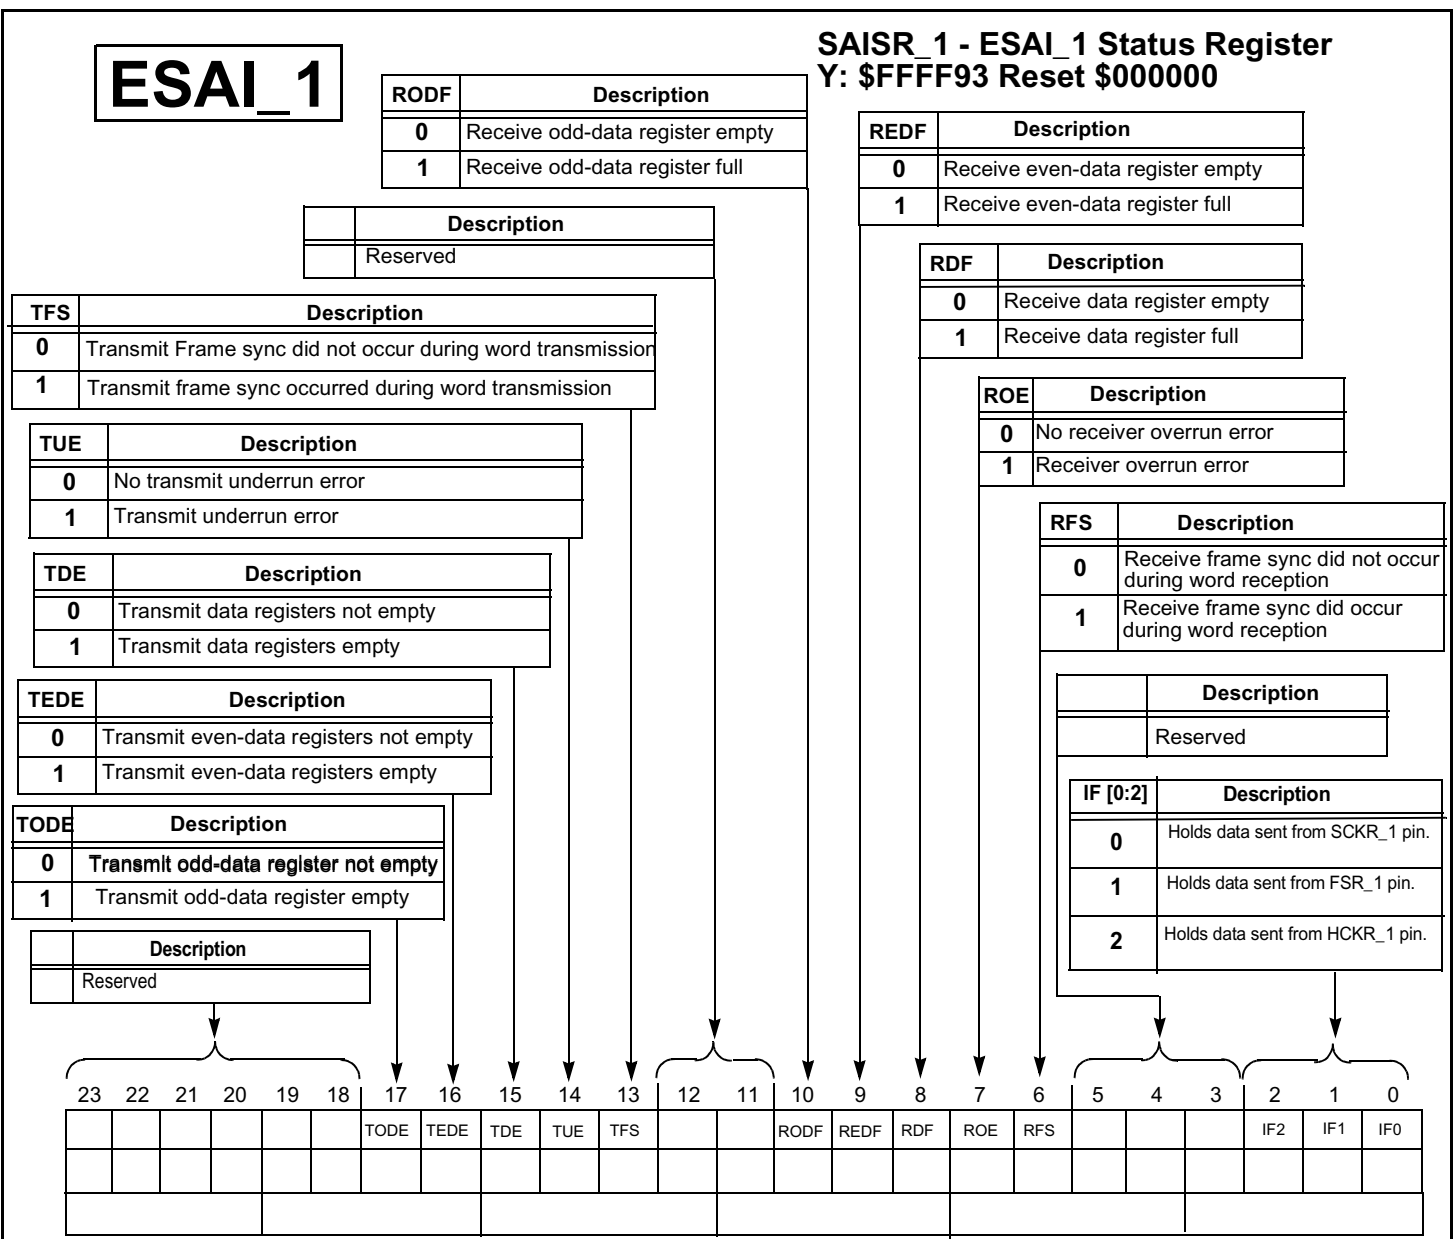 ESAI_1
SAISR_1 - ESAI_1 Status Register
Y: $FFFF93 Reset $000000
RODF Description
0 Receive odd-data register empty
1 Receive odd-data register full
REDF Description
0 Receive even-data register empty
1 Receive even-data register full
Description
Reserved
RDF Description
0 Receive data register empty
1 Receive data register full
TFS Description
0 Transmit Frame sync did not occur during word transmission
1 Transmit frame sync occurred during word transmission
ROE Description
0 No receiver overrun error
1 Receiver overrun error
TUE Description
0 No transmit underrun error
1 Transmit underrun error
RFS Description
0 Receive frame sync did not occur
during word reception
1 Receive frame sync did occur
during word reception
TDE Description
0 Transmit data registers not empty
1 Transmit data registers empty
Description
Reserved
TEDE Description
0 Transmit even-data registers not empty
1 Transmit even-data registers empty
IF [0:2] Description
0 Holds data sent from SCKR_1 pin.
1 Holds data sent from FSR_1 pin.
2 Holds data sent from HCKR_1 pin.
TODE Description
0 Transmit odd-data register not empty
1 Transmit odd-data register empty
Description
Reserved
23 22 21 20 19 18 17 16 15 14 13 12 11 10 9 8 7 6 5 4 3 2 1 0
TODE TEDE TDE TUE TFS RODF REDF RDF ROE RFS IF2 IF1 IF0